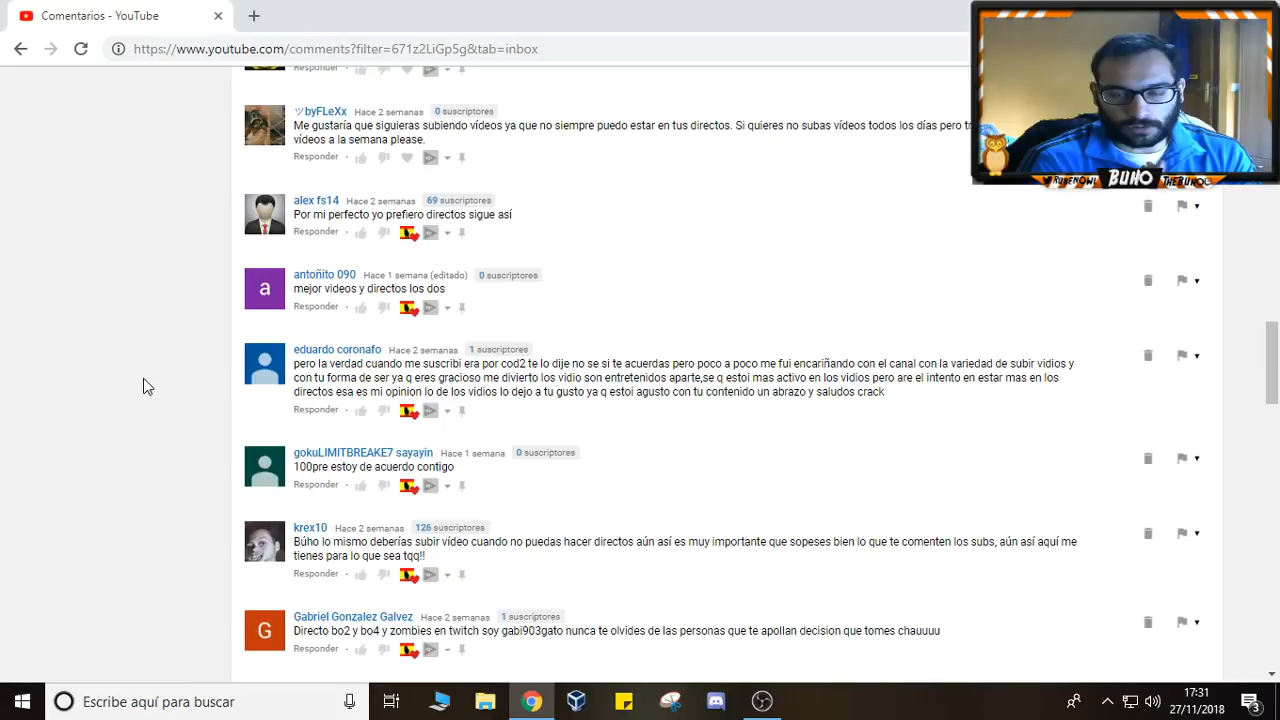 Comentarios - YouTube
https://www.youtube.com/comments?filter=671z2LiGp5g&tab=inbox
Responder
ツbyFLeXx Hace 2 semanas 0 suscriptores
Me gustaría que siguieras subiendo vídeos ya que no siempre puedo estar en tus directos. Si quieres no subas vídeos todos los días pero
vídeos a la semana please.
Responder
alex fs14 Hace 2 semanas 69 suscriptores
Por mi perfecto yo prefiero directos sigue así
Responder
antoñito 090 Hace 1 semana (editado) 0 suscriptores
mejor videos y directos los dos
Responder
eduardo coronafo Hace 2 semanas 1 suscriptores
pero la verdad cuando me suscribi era por cod2 te lo dije no se si te acuerdas pero poco a poco me fui encariñando con el canal con la variedad de subir vidios y
con tu forma de ser ya q eres gracioso me divierto los vidio son entretenidos aparte,se q estoi mas activo en los vidios pero are el intento en estar mas en los
directos esa es mi opinion lo de los vidios lo dejo a tu gusto ya q estoi agusto con tu contenido un abrazo y saludos crack
Responder
gokuLIMITBREAKE7 sayayin Hace 1 semana 0 suscriptores
100pre estoy de acuerdo contigo
Responder
krex10 Hace 2 semanas 126 suscriptores
Búho lo mismo deberías subir vídeo cuando no puedas hacer directos aún así es muy importante que sopeses bien lo que te comenten los subs, aún así aquí me
tienes para lo que sea tqq!!
Responder
G
Gabriel Gonzalez Galvez Hace 2 semanas 1 suscriptores
Directo bo2 y bo4 y zombies en twitch soy gabi903gato nunca te olvides de las personas que te apollan decision que tomes chauuuu
Responder
a
RUBENOWL BUHO
Escribe aquí para buscar
17:31
27/11/2018
3